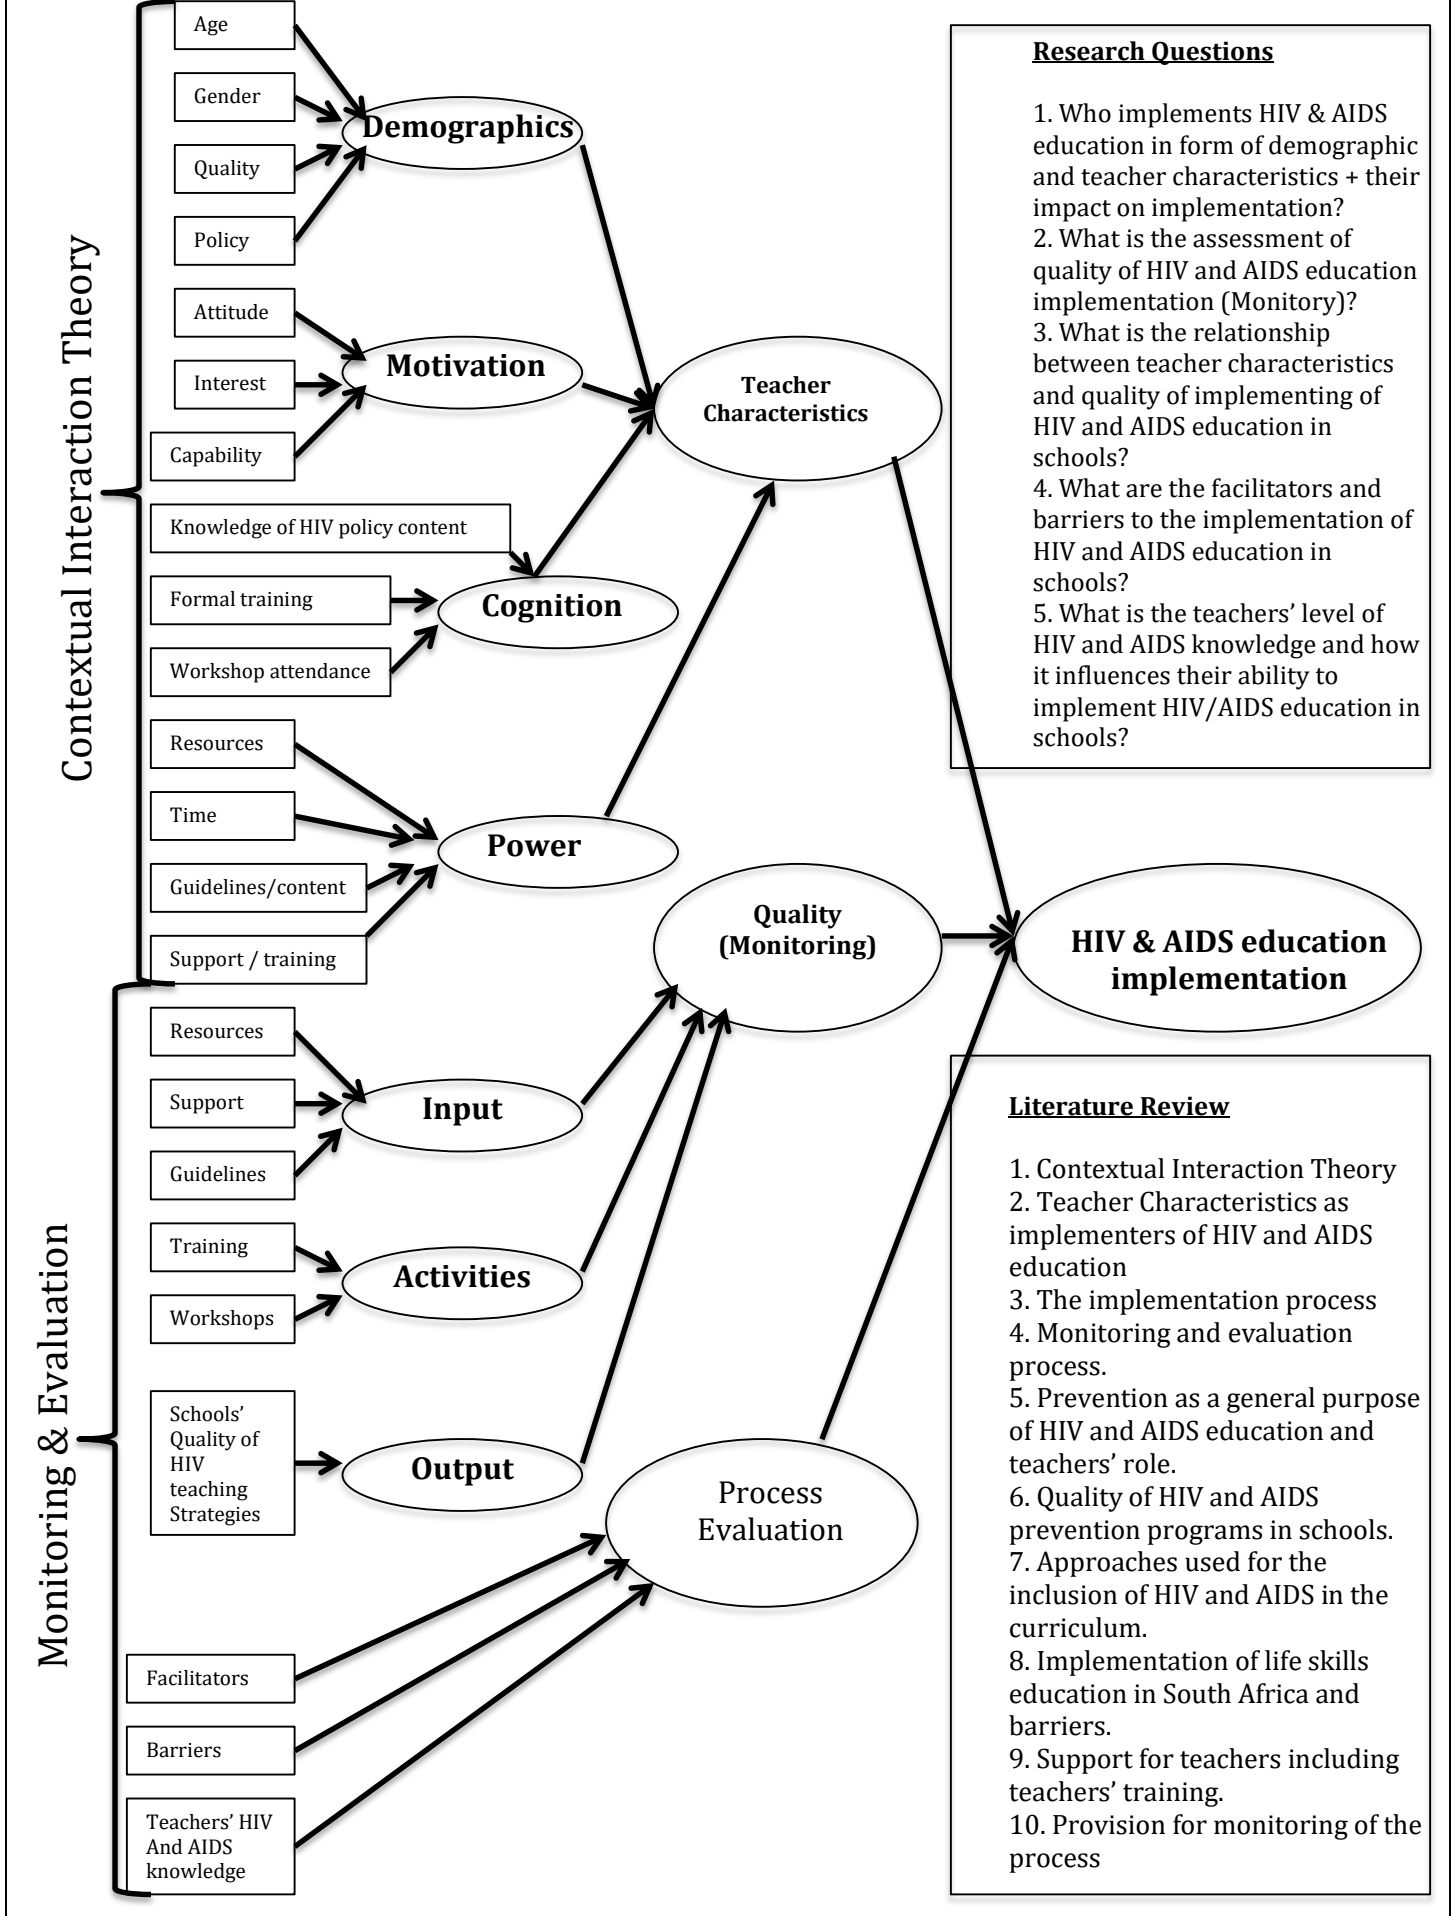 Contextual Interaction Theory
Age
Gender
Quality
Policy
Demographics
Attitude
Interest
Capability
Motivation
Knowledge of HIV policy content
Formal training
Workshop attendance
Cognition
Resources
Time
Guidelines/content
Support / training
Power
Teacher
Characteristics
Monitoring & Evaluation
Resources
Support
Guidelines
Input
Training
Workshops
Activities
Schools’
Quality of
HIV
teaching
Strategies
Output
Quality
(Monitoring)
Facilitators
Barriers
Teachers’ HIV
And AIDS
knowledge
Process
Evaluation
HIV & AIDS education
implementation
Research Questions
1. Who implements HIV & AIDS
education in form of demographic
and teacher characteristics + their
impact on implementation?
2. What is the assessment of
quality of HIV and AIDS education
implementation (Monitory)?
3. What is the relationship
between teacher characteristics
and quality of implementing of
HIV and AIDS education in
schools?
4. What are the facilitators and
barriers to the implementation of
HIV and AIDS education in
schools?
5. What is the teachers’ level of
HIV and AIDS knowledge and how
it influences their ability to
implement HIV/AIDS education in
schools?
Literature Review
1. Contextual Interaction Theory
2. Teacher Characteristics as
implementers of HIV and AIDS
education
3. The implementation process
4. Monitoring and evaluation
process.
5. Prevention as a general purpose
of HIV and AIDS education and
teachers’ role.
6. Quality of HIV and AIDS
prevention programs in schools.
7. Approaches used for the
inclusion of HIV and AIDS in the
curriculum.
8. Implementation of life skills
education in South Africa and
barriers.
9. Support for teachers including
teachers’ training.
10. Provision for monitoring of the
process